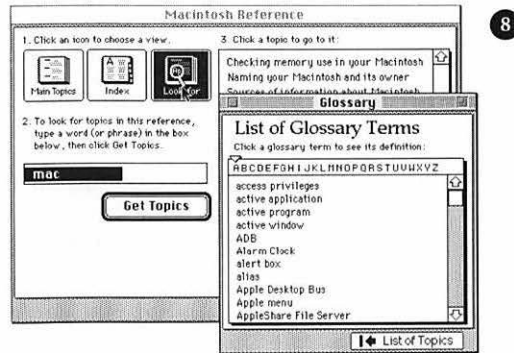 8
Macintosh Reference
1. Click an icon to choose a view.
Main Topics
Index
Look for
2. To look for topics in this reference,
type a word (or phrase) in the box
below, then click Get Topics.
mac
Get Topics
3 Click a topic to go to it:
Checking memory use in your Macintosh
Naming your Macintosh and its owner
Sources of information about Macintosh
Glossary
List of Glossary Terms
Click a glossary term to see its definition:
ABCDEFGHIJKLMNOPQRSTUVWXYZ
access privileges
active application
active program
active window
ADB
Alarm Clock
alert box
alias
Apple Desktop Bus
Apple menu
AppleShare File Server
List of Topics